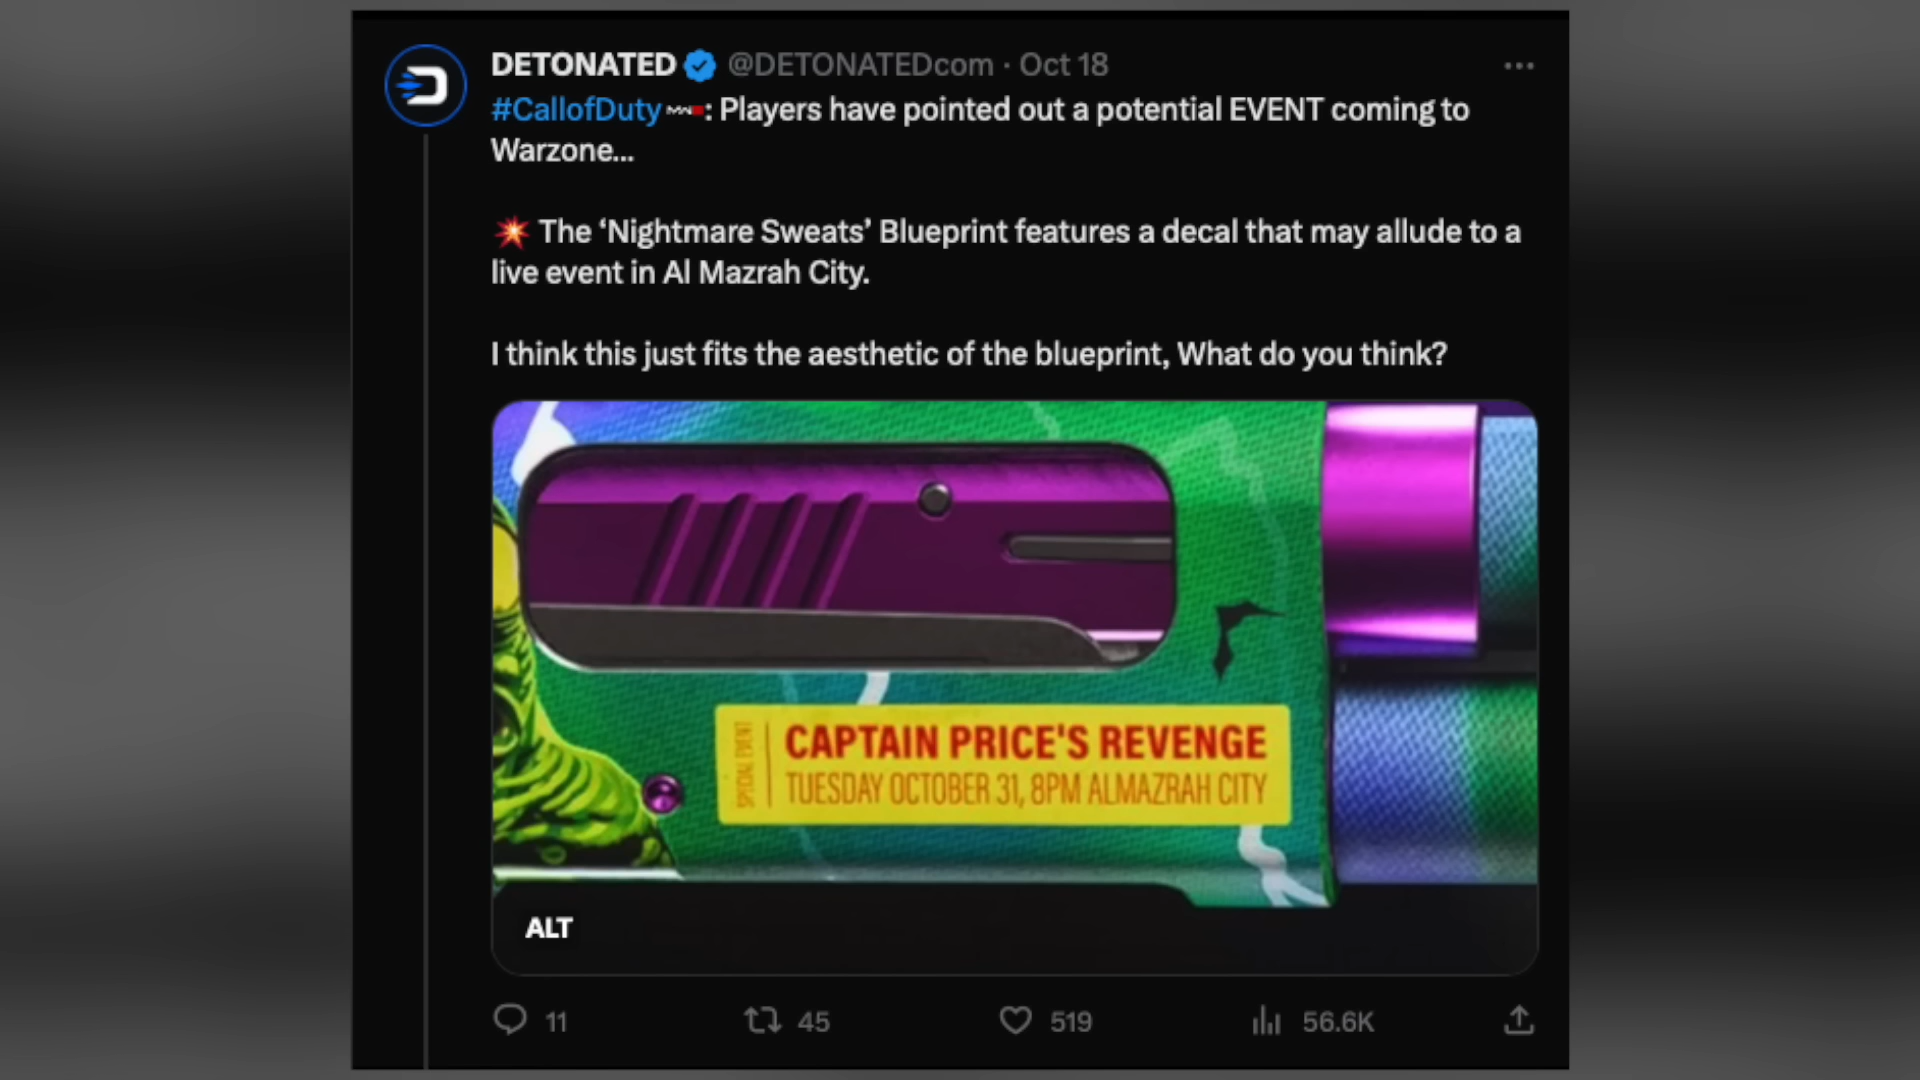 DETONATED @DETONATEDcom · Oct 18
#CallofDuty: Players have pointed out a potential EVENT coming to
Warzone...
💥 The ‘Nightmare Sweats’ Blueprint features a decal that may allude to a
live event in Al Mazrah City.
I think this just fits the aesthetic of the blueprint, What do you think?
SPECIAL EVENT
CAPTAIN PRICE'S REVENGE
TUESDAY OCTOBER 31, 8PM ALMAZRAH CITY
ALT
11 45 519 56.6K